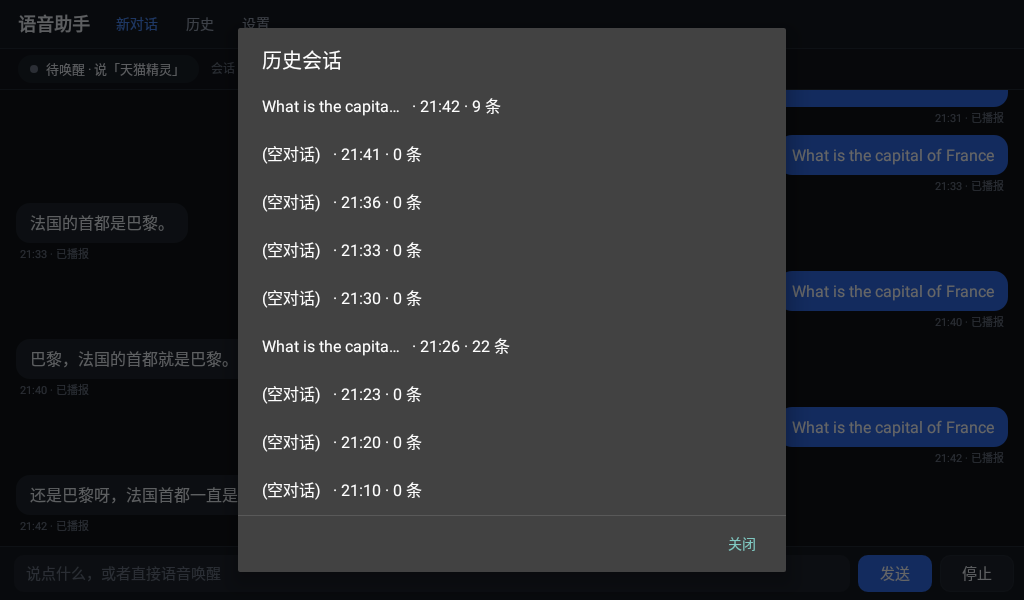 语音助手 新对话 历史 设置
待唤醒 · 说「天猫精灵」 会话
历史会话
What is the capita… · 21:42 · 9 条
(空对话) · 21:41 · 0 条
(空对话) · 21:36 · 0 条
(空对话) · 21:33 · 0 条
(空对话) · 21:30 · 0 条
What is the capita… · 21:26 · 22 条
(空对话) · 21:23 · 0 条
(空对话) · 21:20 · 0 条
(空对话) · 21:10 · 0 条
关闭
21:31 · 已播报
What is the capital of France
21:33 · 已播报
法国的首都是巴黎。
21:33 · 已播报
What is the capital of France
21:40 · 已播报
巴黎，法国的首都就是巴黎。
21:40 · 已播报
What is the capital of France
21:42 · 已播报
还是巴黎呀，法国首都一直是
21:42 · 已播报
说点什么，或者直接语音唤醒 发送 停止